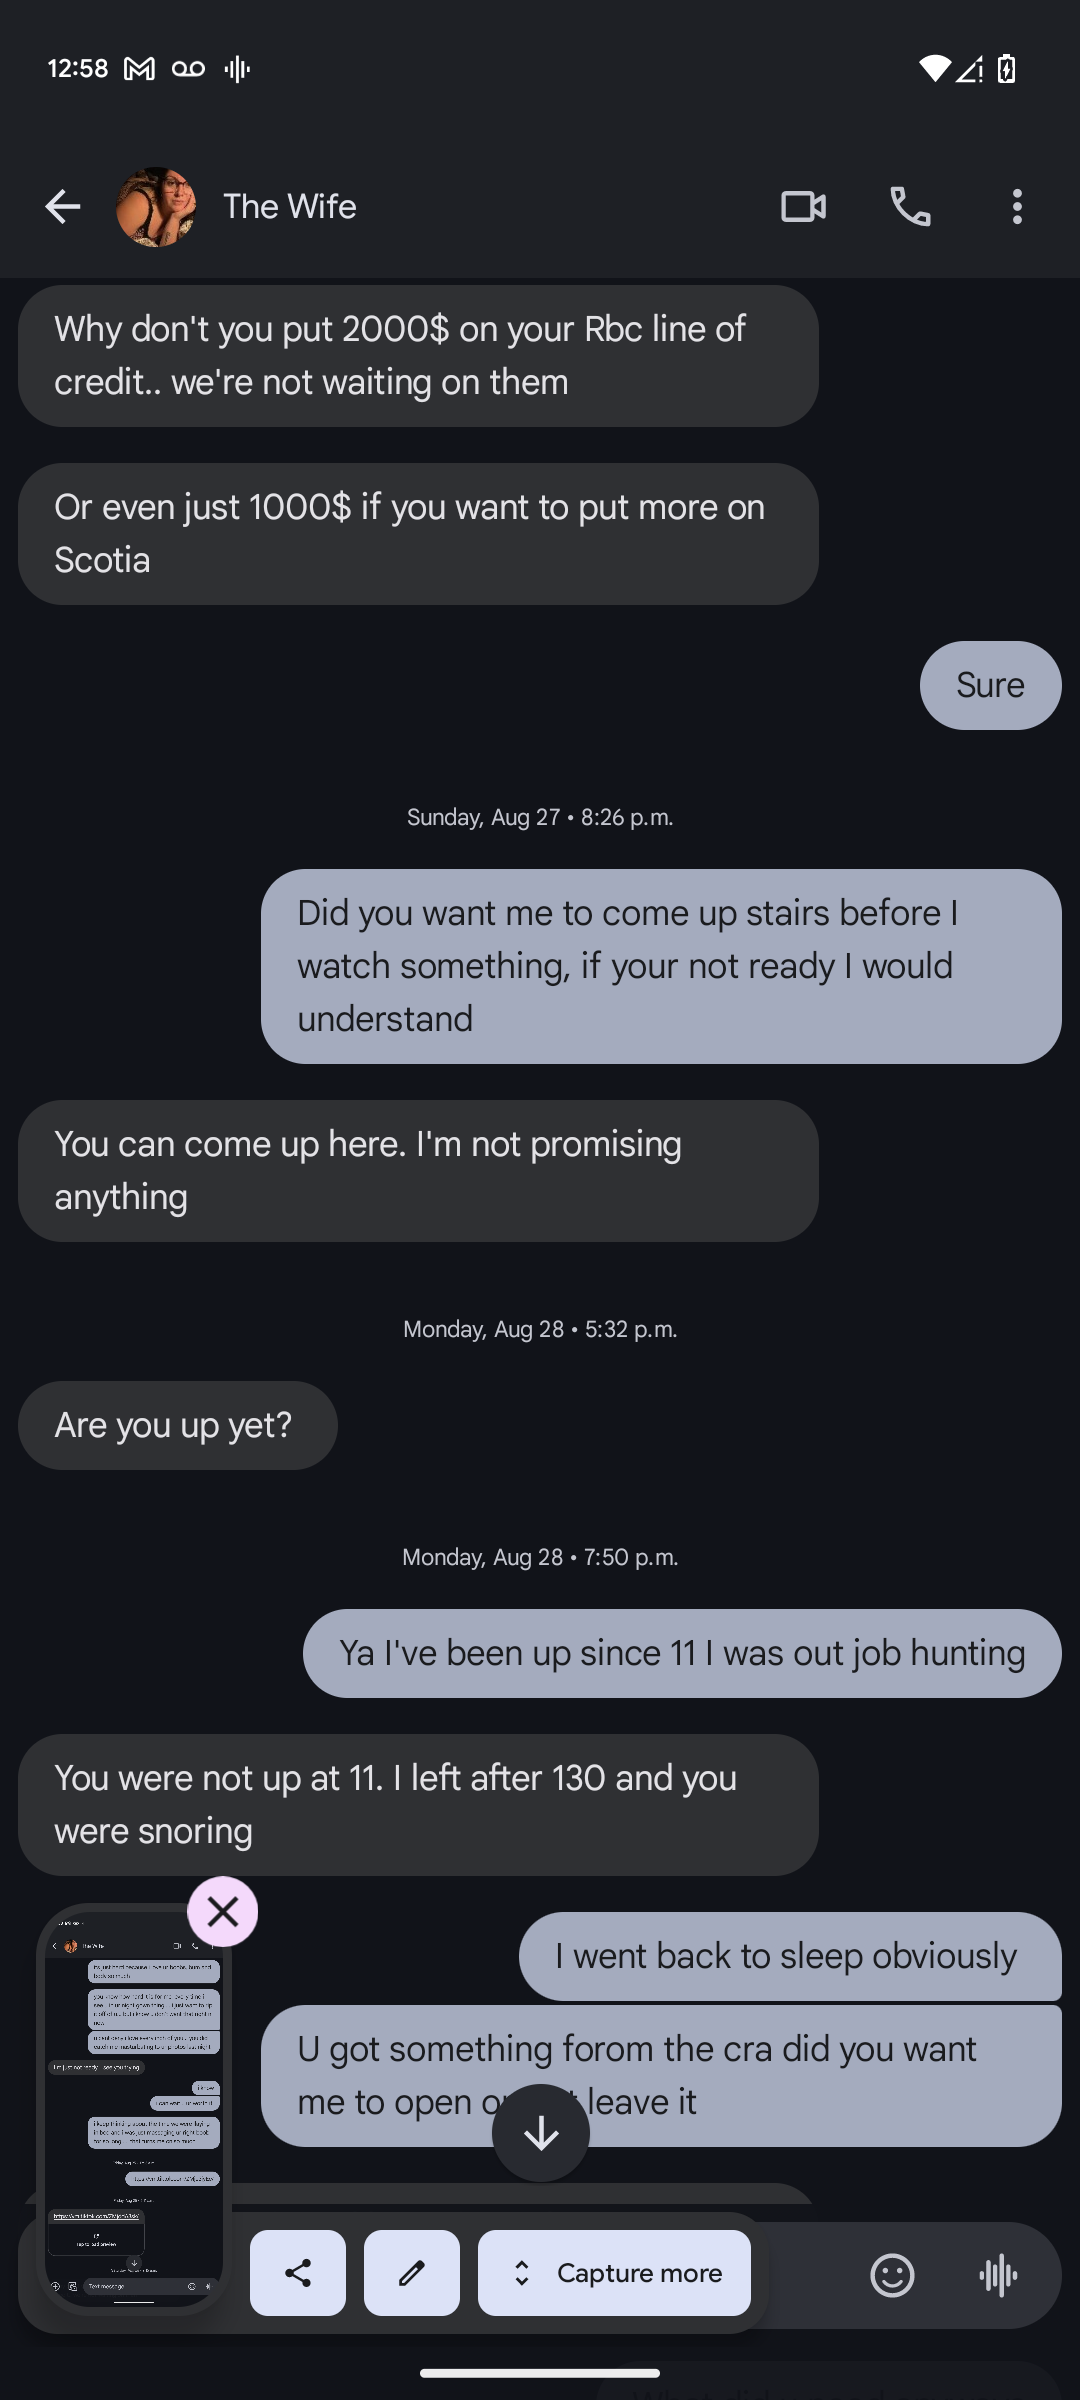 12:58
The Wife
Why don't you put 2000$ on your Rbc line of
credit.. we're not waiting on them
Or even just 1000$ if you want to put more on
Scotia
Sure
Sunday, Aug 27 • 8:26 p.m.
Did you want me to come up stairs before I
watch something, if your not ready I would
understand
You can come up here. I'm not promising
anything
Monday, Aug 28 • 5:32 p.m.
Are you up yet?
Monday, Aug 28 • 7:50 p.m.
Ya I've been up since 11 I was out job hunting
You were not up at 11. I left after 130 and you
were snoring
I went back to sleep obviously
U got something forom the cra did you want
me to open leave it
The Wife
i know
Text message
Capture more